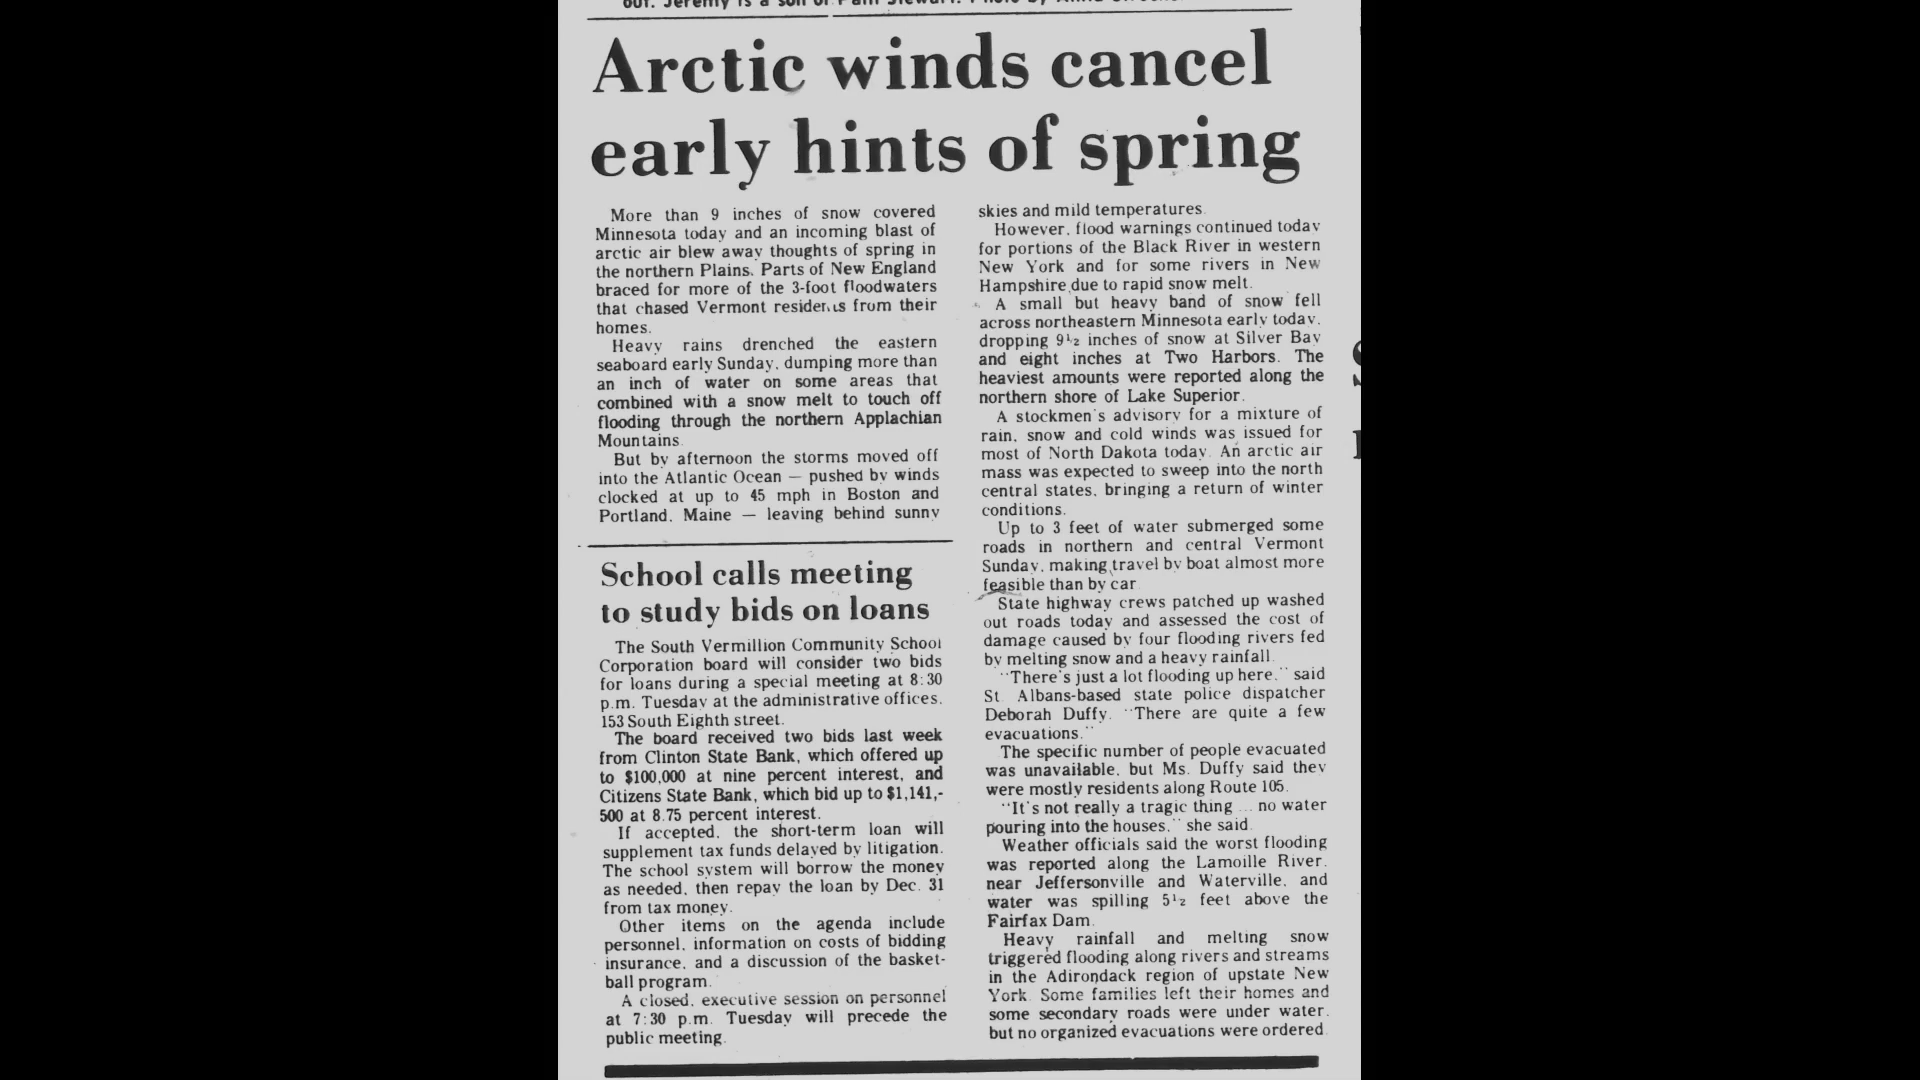 out. Jeremy is a son of Pam Stewart. Photo by
Arctic winds cancel
early hints of spring
More than 9 inches of snow covered
Minnesota today and an incoming blast of
arctic air blew away thoughts of spring in
the northern Plains. Parts of New England
braced for more of the 3-foot floodwaters
that chased Vermont residents from their
homes.
Heavy rains drenched the eastern
seaboard early Sunday, dumping more than
an inch of water on some areas that
combined with a snow melt to touch off
flooding through the northern Applachian
Mountains.
But by afternoon the storms moved off
into the Atlantic Ocean — pushed by winds
clocked at up to 45 mph in Boston and
Portland, Maine — leaving behind sunny
skies and mild temperatures.
However, flood warnings continued today
for portions of the Black River in western
New York and for some rivers in New
Hampshire due to rapid snow melt.
A small but heavy band of snow fell
across northeastern Minnesota early today,
dropping 9½ inches of snow at Silver Bay
and eight inches at Two Harbors. The
heaviest amounts were reported along the
northern shore of Lake Superior.
A stockmen's advisory for a mixture of
rain, snow and cold winds was issued for
most of North Dakota today. An arctic air
mass was expected to sweep into the north
central states, bringing a return of winter
conditions.
Up to 3 feet of water submerged some
roads in northern and central Vermont
Sunday, making travel by boat almost more
feasible than by car.
State highway crews patched up washed
out roads today and assessed the cost of
damage caused by four flooding rivers fed
by melting snow and a heavy rainfall.
"There's just a lot flooding up here," said
St. Albans-based state police dispatcher
Deborah Duffy. "There are quite a few
evacuations."
The specific number of people evacuated
was unavailable, but Ms. Duffy said they
were mostly residents along Route 105.
"It's not really a tragic thing ... no water
pouring into the houses," she said.
Weather officials said the worst flooding
was reported along the Lamoille River,
near Jeffersonville and Waterville, and
water was spilling 5½ feet above the
Fairfax Dam.
Heavy rainfall and melting snow
triggered flooding along rivers and streams
in the Adirondack region of upstate New
York. Some families left their homes and
some secondary roads were under water,
but no organized evacuations were ordered.
School calls meeting
to study bids on loans
The South Vermillion Community School
Corporation board will consider two bids
for loans during a special meeting at 8:30
p.m. Tuesday at the administrative offices,
153 South Eighth street.
The board received two bids last week
from Clinton State Bank, which offered up
to $100,000 at nine percent interest, and
Citizens State Bank, which bid up to $1,141,-
500 at 8.75 percent interest.
If accepted, the short-term loan will
supplement tax funds delayed by litigation.
The school system will borrow the money
as needed, then repay the loan by Dec. 31
from tax money.
Other items on the agenda include
personnel, information on costs of bidding
insurance, and a discussion of the basket-
ball program.
A closed, executive session on personnel
at 7:30 p.m. Tuesday will precede the
public meeting.